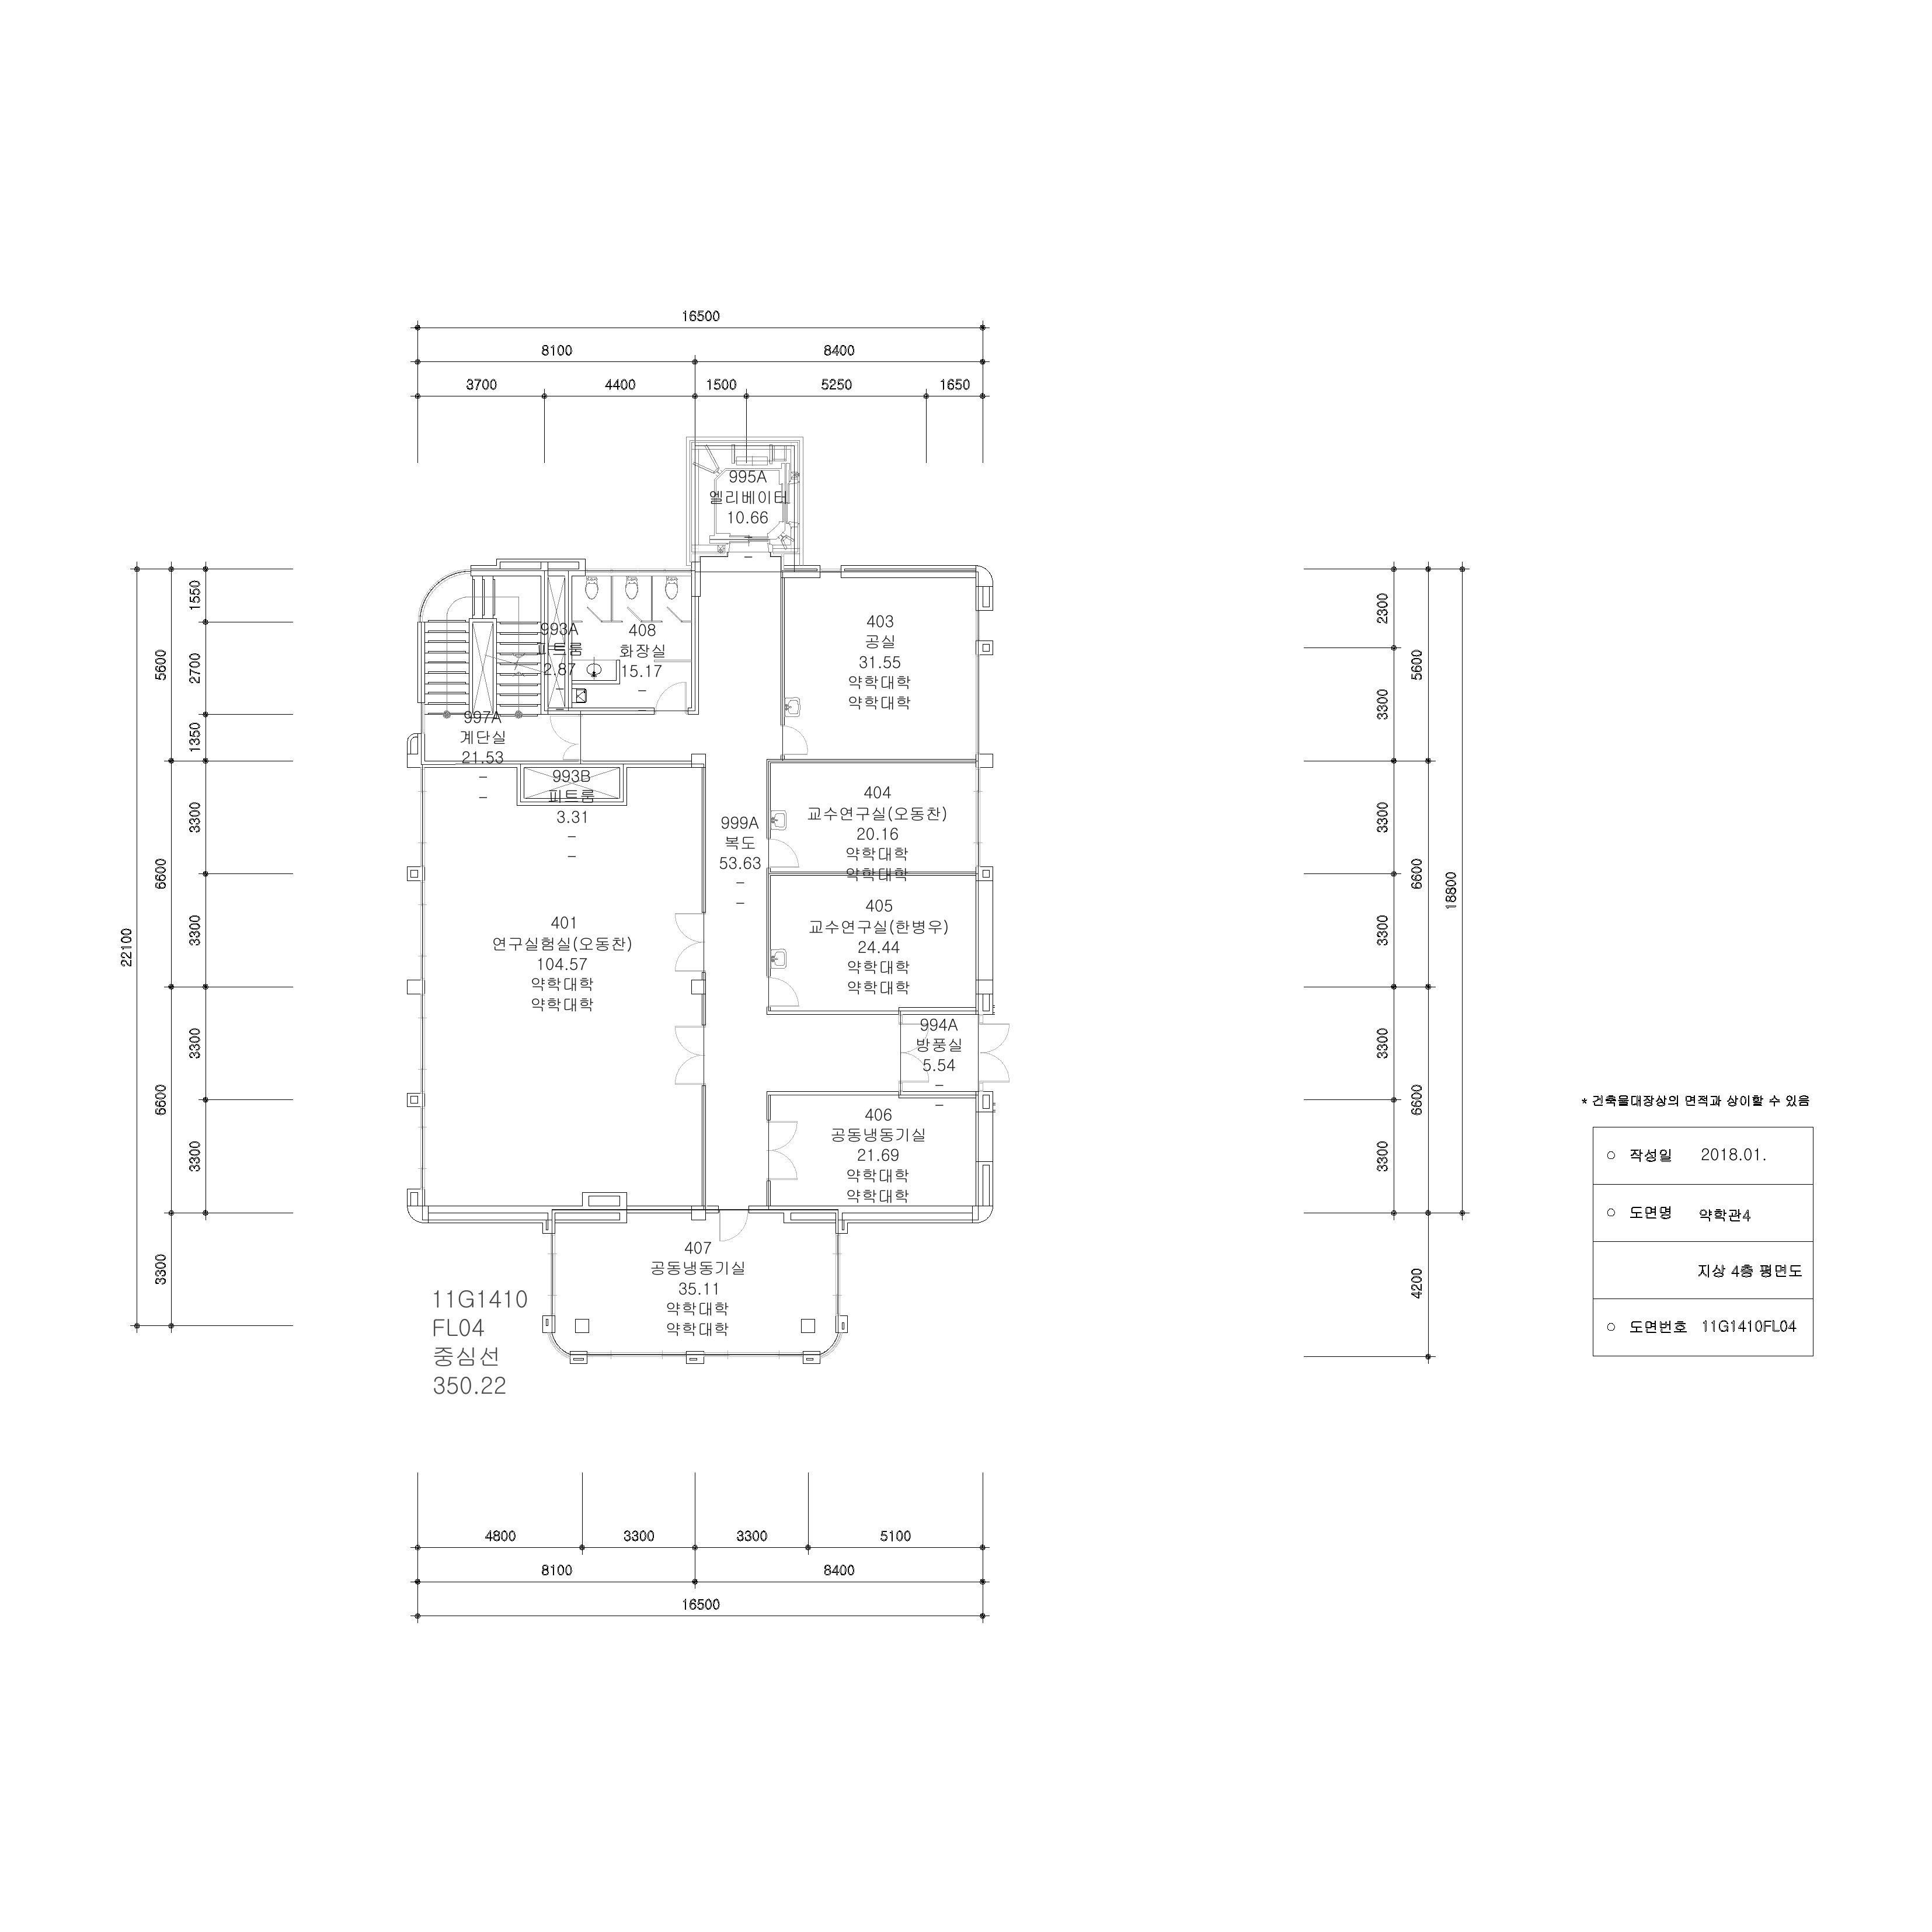 16500
8100
8400
3700
4400
1500
5250
1650
995A
엘리베이터
10.66
993A
피트룸
2.87
408
화장실
15.17
403
공실
31.55
약학대학
약학대학
997A
계단실
21.53
993B
피트룸
3.31
999A
복도
53.63
404
교수연구실(오동찬)
20.16
약학대학
약학대학
401
연구실험실(오동찬)
104.57
약학대학
약학대학
405
교수연구실(한병우)
24.44
약학대학
약학대학
994A
방풍실
5.54
406
공동냉동기실
21.69
약학대학
약학대학
407
공동냉동기실
35.11
약학대학
약학대학
11G1410
FL04
중심선
350.22
22100
5600
6600
6600
3300
1550
2700
1350
3300
3300
3300
3300
2300
3300
3300
3300
3300
3300
5600
6600
6600
4200
18800
* 건축물대장상의 면적과 상이할 수 있음
○ 작성일 2018.01.
○ 도면명 약학관4
지상 4층 평면도
○ 도면번호 11G1410FL04
4800
3300
3300
5100
8100
8400
16500